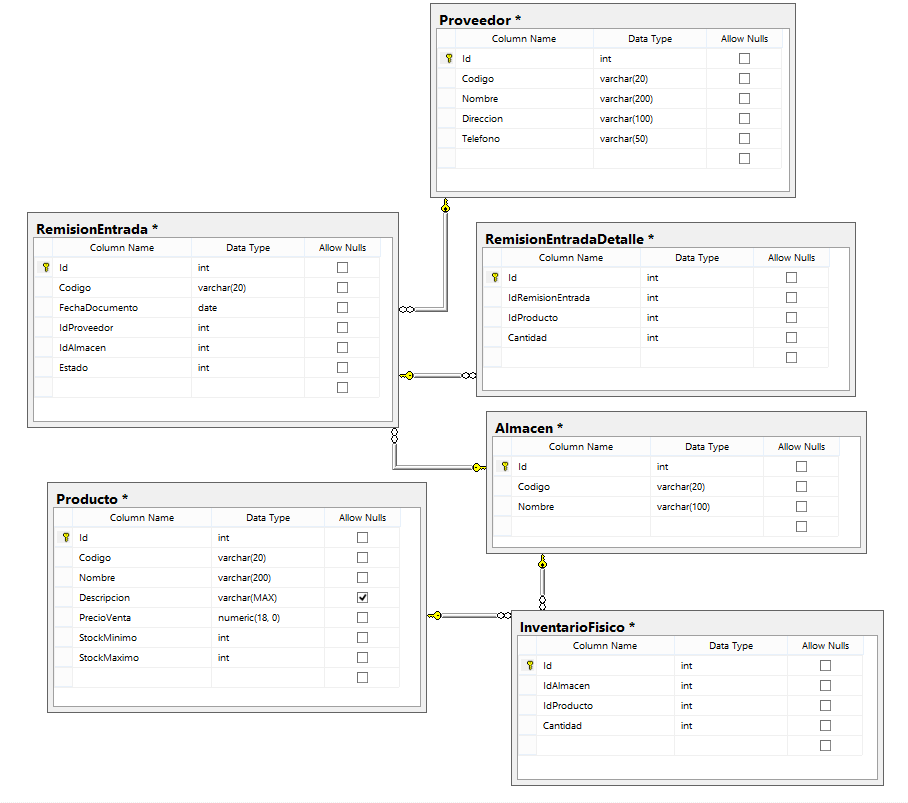 Proveedor *
Column Name Data Type Allow Nulls
Id int
Codigo varchar(20)
Nombre varchar(200)
Direccion varchar(100)
Telefono varchar(50)
RemisionEntrada *
Column Name Data Type Allow Nulls
Id int
Codigo varchar(20)
FechaDocumento date
IdProveedor int
IdAlmacen int
Estado int
RemisionEntradaDetalle *
Column Name Data Type Allow Nulls
Id int
IdRemisionEntrada int
IdProducto int
Cantidad int
Almacen *
Column Name Data Type Allow Nulls
Id int
Codigo varchar(20)
Nombre varchar(100)
Producto *
Column Name Data Type Allow Nulls
Id int
Codigo varchar(20)
Nombre varchar(200)
Descripcion varchar(MAX)
PrecioVenta numeric(18, 0)
StockMinimo int
StockMaximo int
InventarioFisico *
Column Name Data Type Allow Nulls
Id int
IdAlmacen int
IdProducto int
Cantidad int